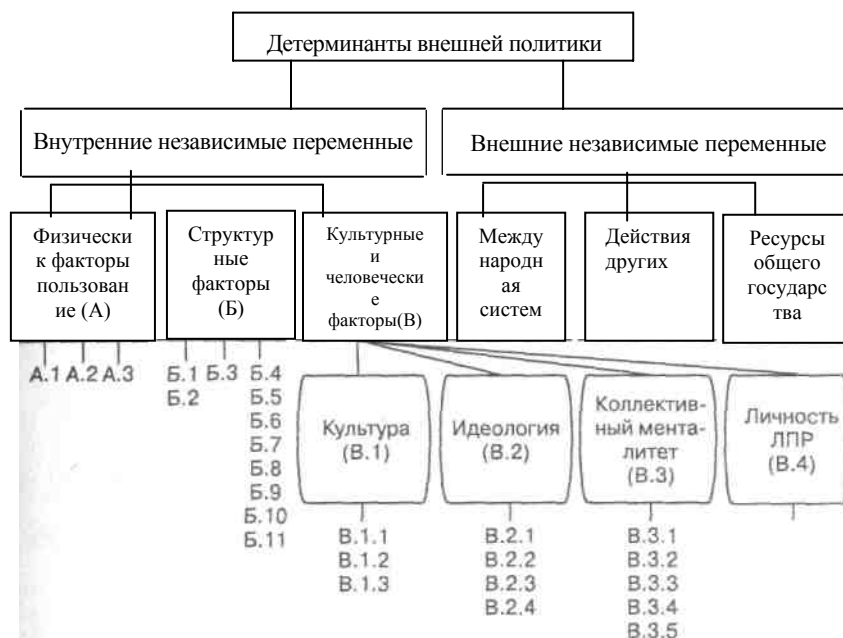 Детерминанты внешней политики
Внутренние независимые переменные
Внешние независимые переменные
Физически
к факторы
пользован
ие (А)
Структур
ные
факторы
(Б)
Культурные
и
человечески
е
факторы(В)
Между
народн
ая
систем
Действия
других
Ресурсы
общего
государс
тва
А.1 А.2 А.3
Б.1 Б.3 Б.4
Б.2 Б.5
Б.6
Б.7
Б.8
Б.9
Б.10
Б.11
Культура
(В.1)
Идеология
(В.2)
Коллектив-
ный мента-
литет
(В.3)
Личность
ЛПР
(В.4)
В.1.1
В.1.2
В.1.3
В.2.1
В.2.2
В.2.3
В.2.4
В.3.1
В.3.2
В.3.3
В.3.4
В.3.5